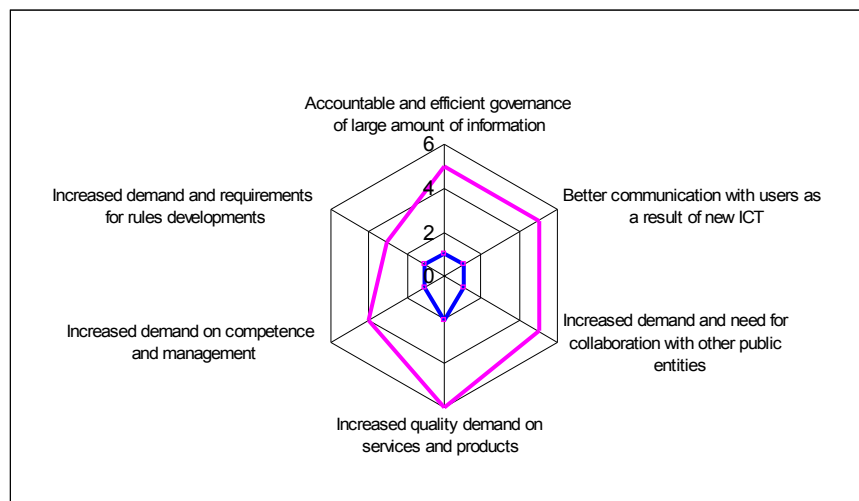 Accountable and efficient governance
of large amount of information
6
Increased demand and requirements
for rules developments
4
Better communication with users as
a result of new ICT
2
0
Increased demand on competence
and management
Increased demand and need for
collaboration with other public
entities
Increased quality demand on
services and products